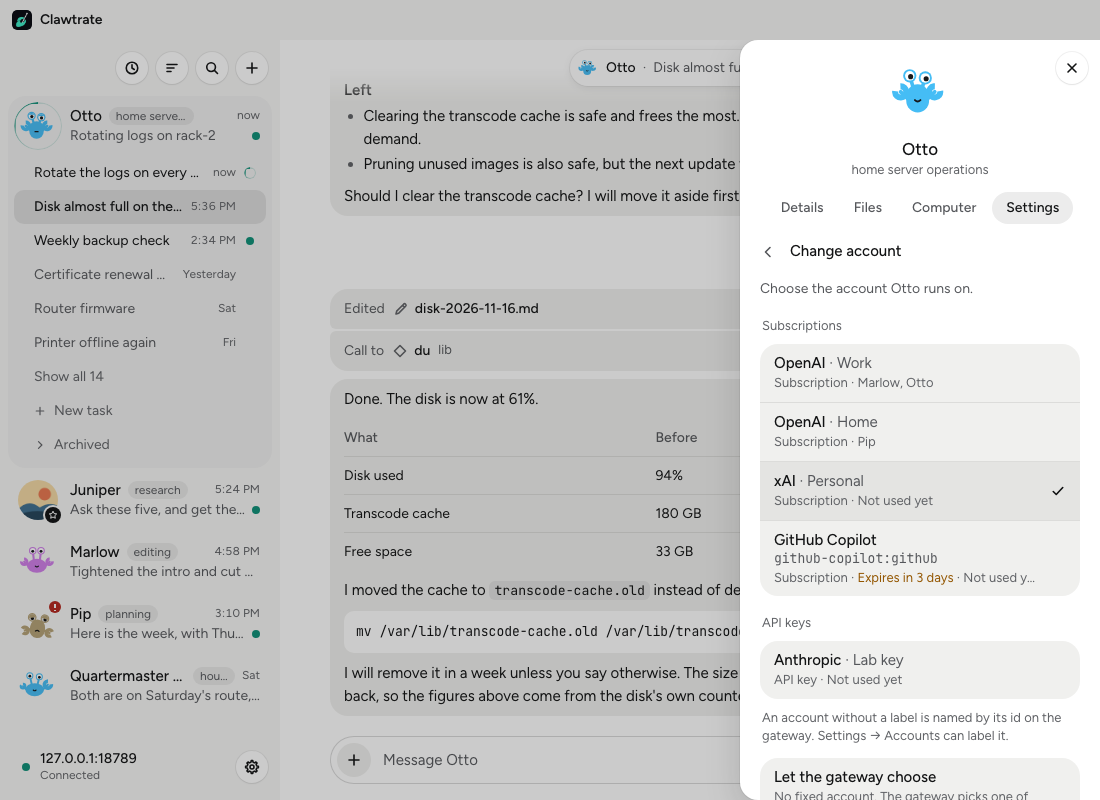 Clawtrate
Otto home serve... now
Rotating logs on rack-2
Rotate the logs on every ... now
Disk almost full on the... 5:36 PM
Weekly backup check 2:34 PM
Certificate renewal ... Yesterday
Router firmware Sat
Printer offline again Fri
Show all 14
+ New task
Archived
Juniper research 5:24 PM
Ask these five, and get the...
Marlow editing 4:58 PM
Tightened the intro and cut ...
Pip planning 3:10 PM
Here is the week, with Thu...
Quartermaster ... hou... Sat
Both are on Saturday's route,...
127.0.0.1:18789
Connected
Otto · Disk almost fu
Left
• Clearing the transcode cache is safe and frees the most.
demand.
• Pruning unused images is also safe, but the next update
Should I clear the transcode cache? I will move it aside first
Edited disk-2026-11-16.md
Call to du lib
Done. The disk is now at 61%.
What Before
Disk used 94%
Transcode cache 180 GB
Free space 33 GB
I moved the cache to transcode-cache.old instead of de
mv /var/lib/transcode-cache.old /var/lib/transcod
I will remove it in a week unless you say otherwise. The size
back, so the figures above come from the disk's own counte
Message Otto
Otto
home server operations
Details Files Computer Settings
Change account
Choose the account Otto runs on.
Subscriptions
OpenAI · Work
Subscription · Marlow, Otto
OpenAI · Home
Subscription · Pip
xAI · Personal
Subscription · Not used yet
GitHub Copilot
github-copilot:github
Subscription · Expires in 3 days · Not used y...
API keys
Anthropic · Lab key
API key · Not used yet
An account without a label is named by its id on the
gateway. Settings → Accounts can label it.
Let the gateway choose
No fixed account. The gateway picks one of